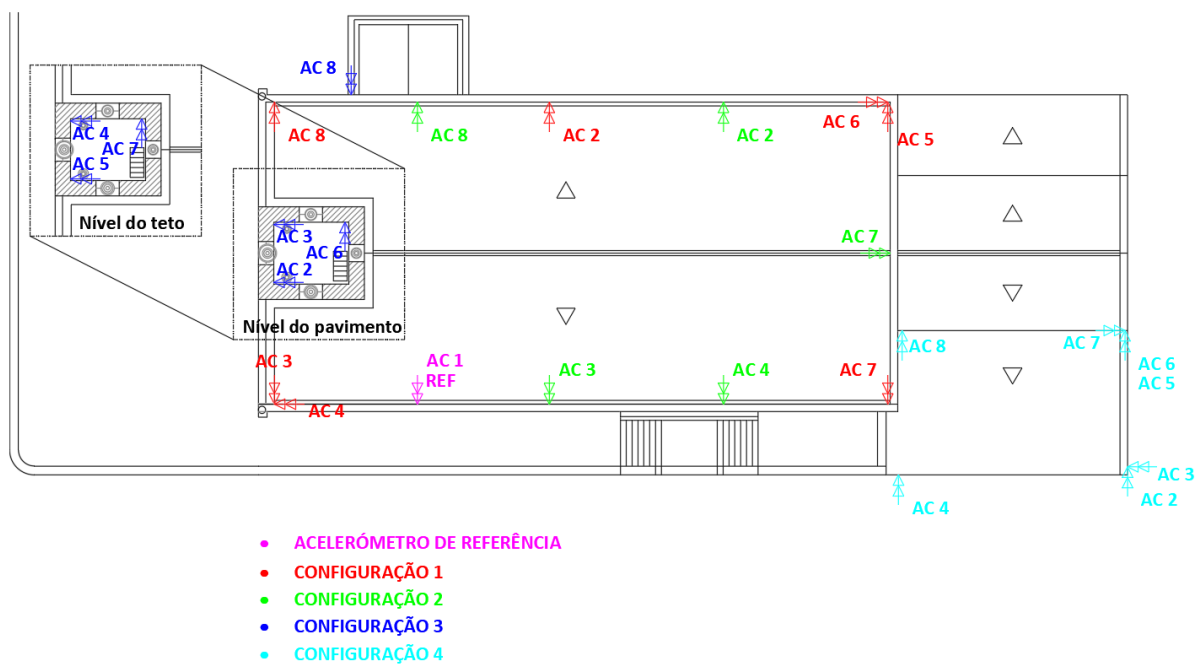 AC 8
AC 8
AC 8
AC 2
AC 2
AC 6
AC 5
AC 4
AC 7
AC 5
Nível do teto
AC 3
AC 6
AC 2
AC 7
Nível do pavimento
AC 3
AC 1
REF
AC 3
AC 4
AC 7
AC 4
AC 8
AC 7
AC 6
AC 5
AC 3
AC 2
AC 4
• ACELERÓMETRO DE REFERÊNCIA
• CONFIGURAÇÃO 1
• CONFIGURAÇÃO 2
• CONFIGURAÇÃO 3
• CONFIGURAÇÃO 4